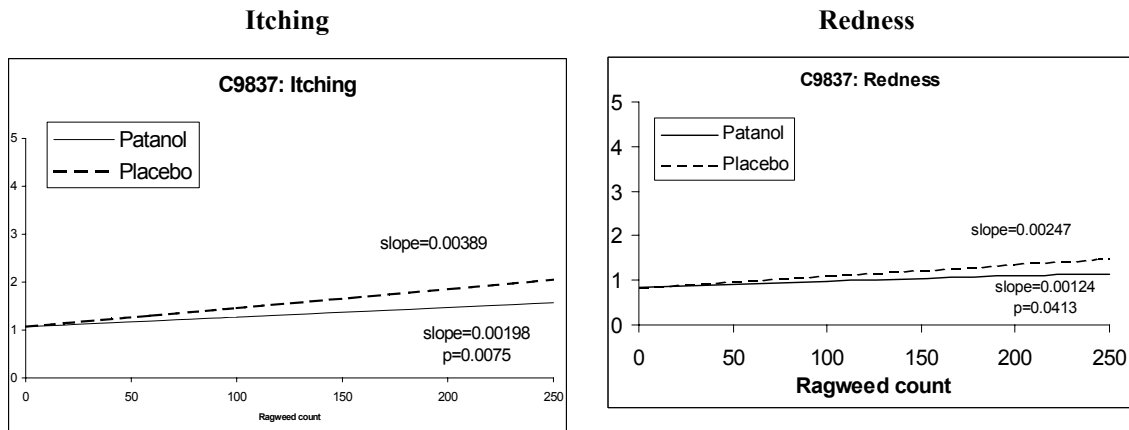 Itching
C9837: Itching
Patanol
Placebo
5
4
3
2
1
0
slope=0.00389
slope=0.00198
p=0.0075
0 50 100 150 200 250
Ragweed count
Redness
C9837: Redness
Patanol
Placebo
5
4
3
2
1
0
slope=0.00247
slope=0.00124
p=0.0413
0 50 100 150 200 250
Ragweed count